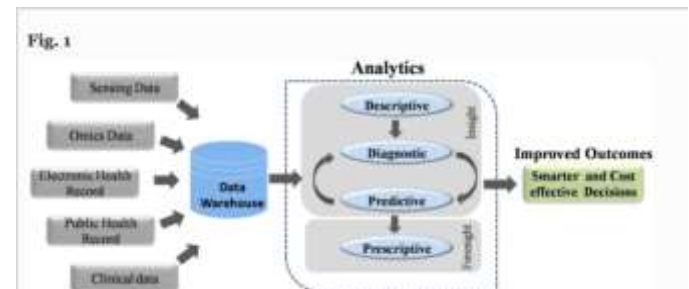 Fig. 1
Analytics
Sensing Data
Omics Data
Electronic Health
Record
Public Health
Record
Clinical data
Data
Warehouse
Descriptive
Diagnostic
Predictive
Prescriptive
Insight
Foresight
Improved Outcomes
Smarter and Cost
effective Decisions